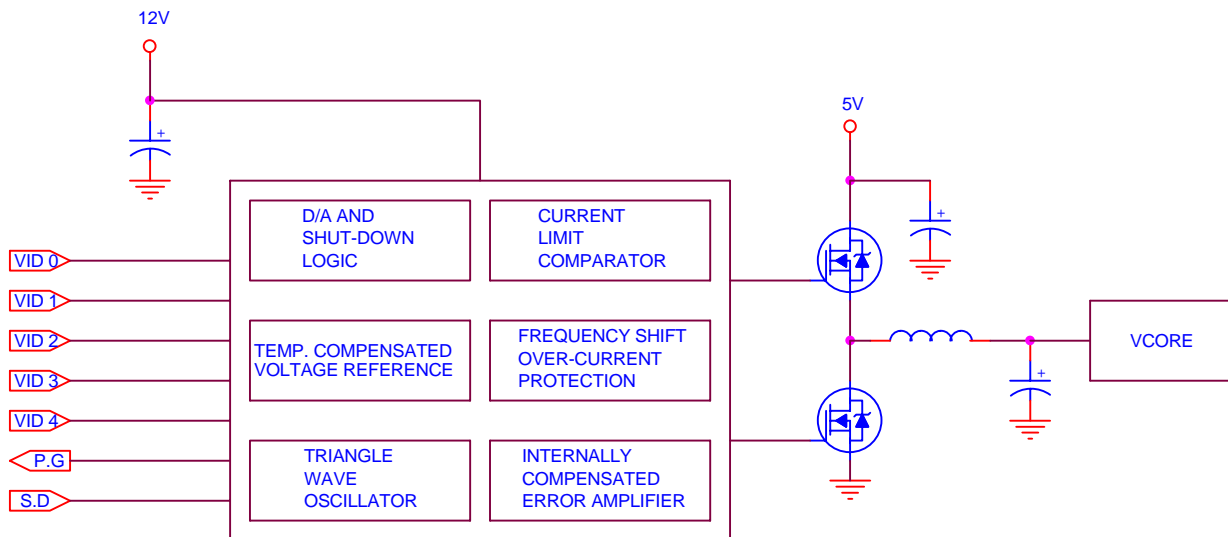 12V
+
5V
+
D/A AND
SHUT-DOWN
LOGIC
CURRENT
LIMIT
COMPARATOR
VID 0
VID 1
VID 2
VID 3
VID 4
P.G
S.D
TEMP. COMPENSATED
VOLTAGE REFERENCE
FREQUENCY SHIFT
OVER-CURRENT
PROTECTION
VCORE
+
TRIANGLE
WAVE
OSCILLATOR
INTERNALLY
COMPENSATED
ERROR AMPLIFIER